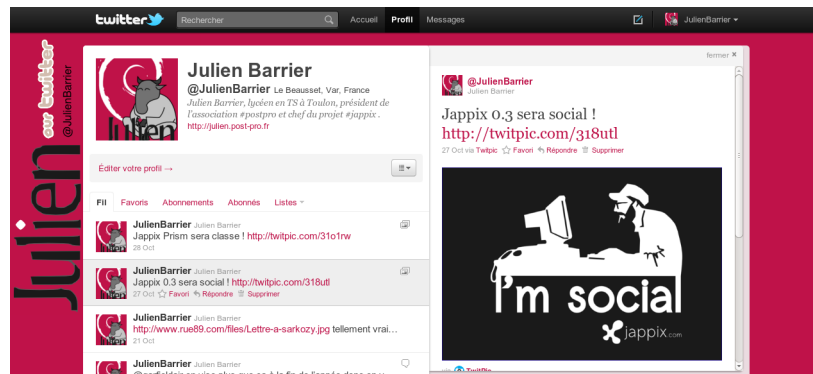 twitter
Rechercher
Accueil
Profil
Messages
JulienBarrier
Julien
our twitter
@JulienBarrier
Julien
Julien Barrier
@JulienBarrier Le Beausset, Var, France
Julien Barrier, lycéen en TS à Toulon, président de
l'association #postpro et chef du projet #jappix .
http://julien.post-pro.fr
Éditer votre profil →
Fil
Favoris
Abonnements
Abonnés
Listes
JulienBarrier Julien Barrier
Jappix Prism sera classe ! http://twitpic.com/31o1rw
28 Oct
JulienBarrier Julien Barrier
Jappix 0.3 sera social ! http://twitpic.com/318utl
27 Oct Favori Répondre Supprimer
JulienBarrier Julien Barrier
http://www.rue89.com/files/Lettre-a-sarkozy.jpg tellement vrai…
21 Oct
JulienBarrier Julien Barrier
fermer ×
@JulienBarrier
Julien Barrier
Jappix 0.3 sera social !
http://twitpic.com/318utl
27 Oct via Twitpic Favori Répondre Supprimer
I'm social
jappix.com
via TwitPic